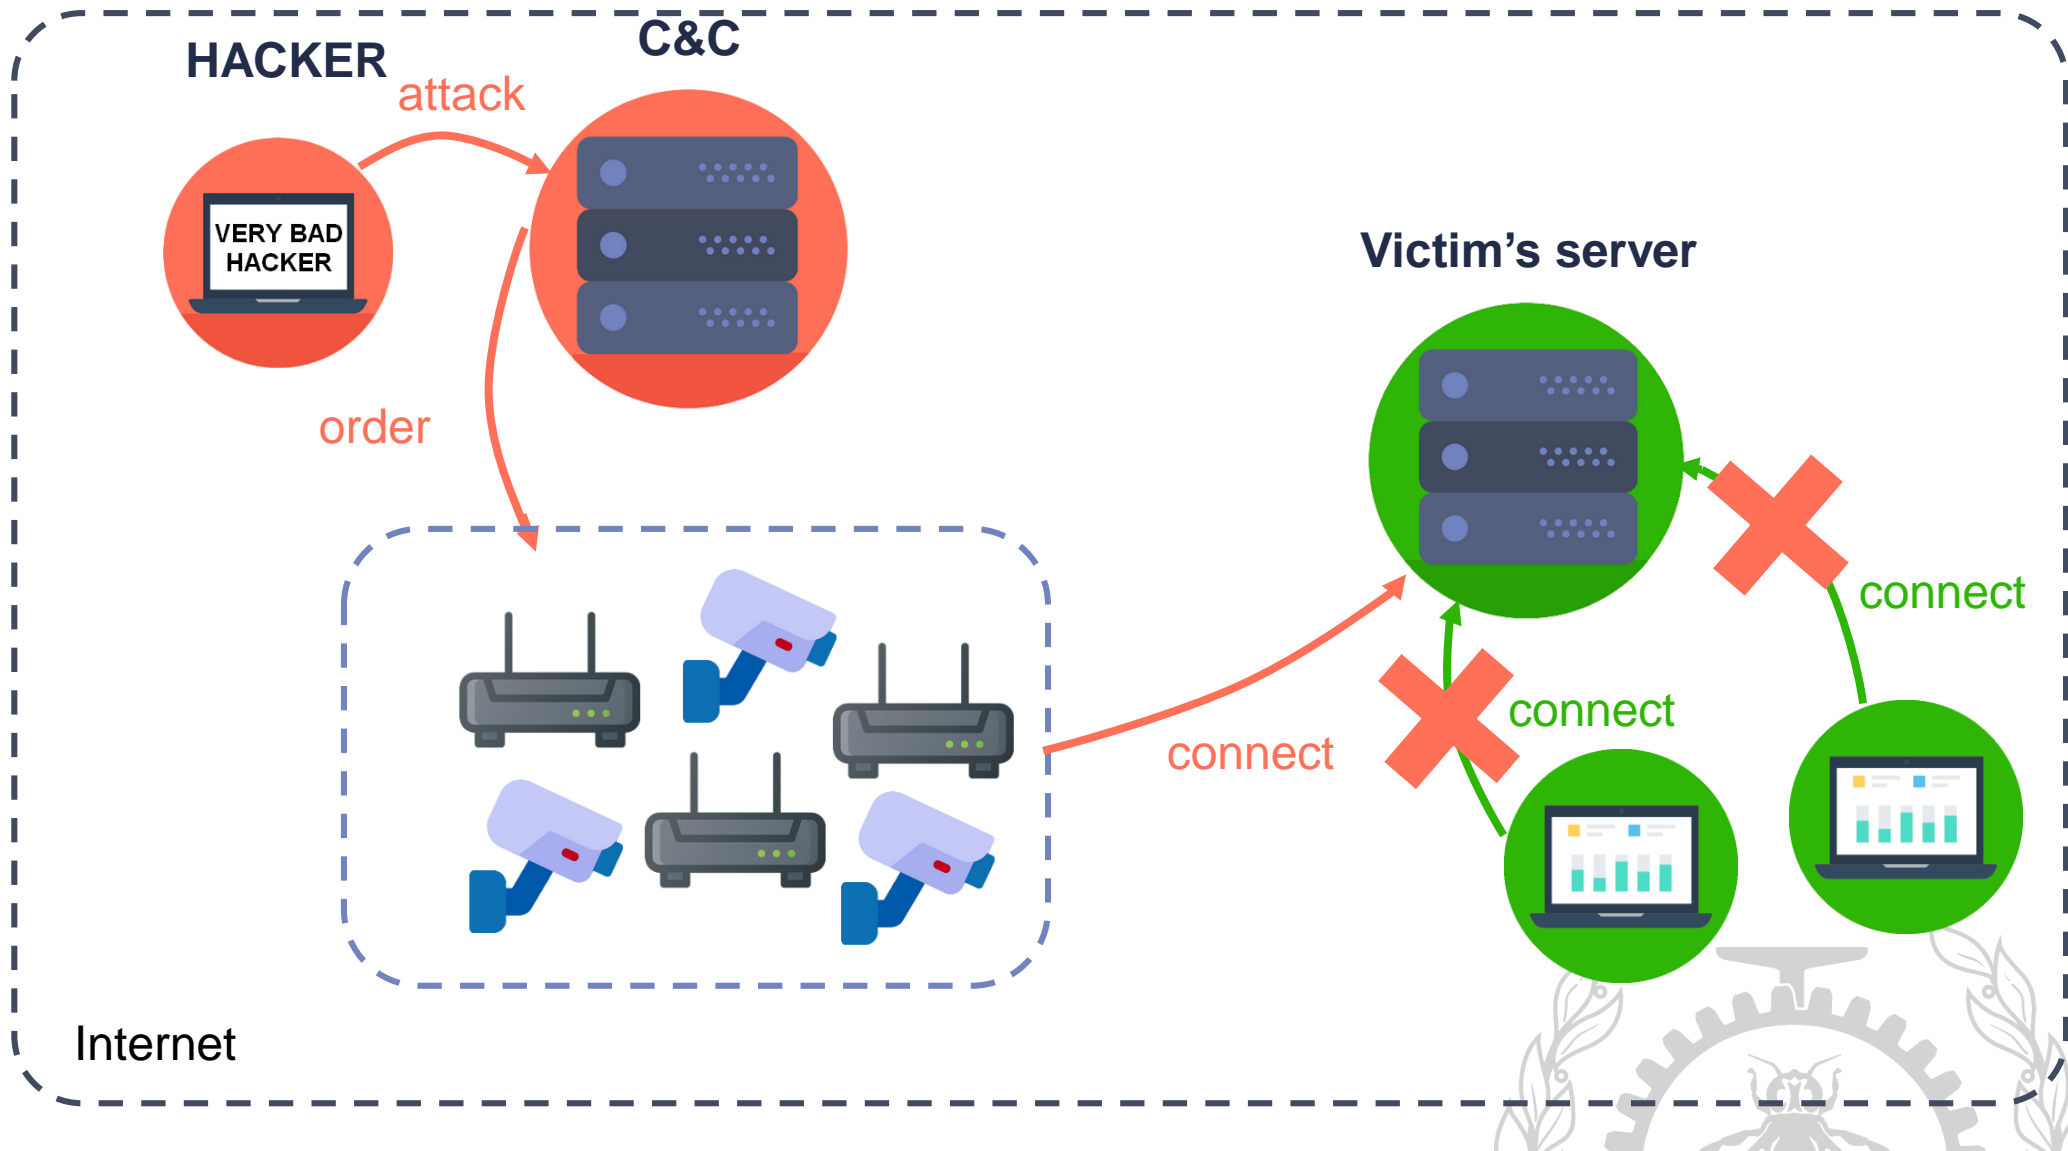 HACKER
C&C
attack
VERY BAD
HACKER
Victim’s server
order
connect
connect
connect
Internet